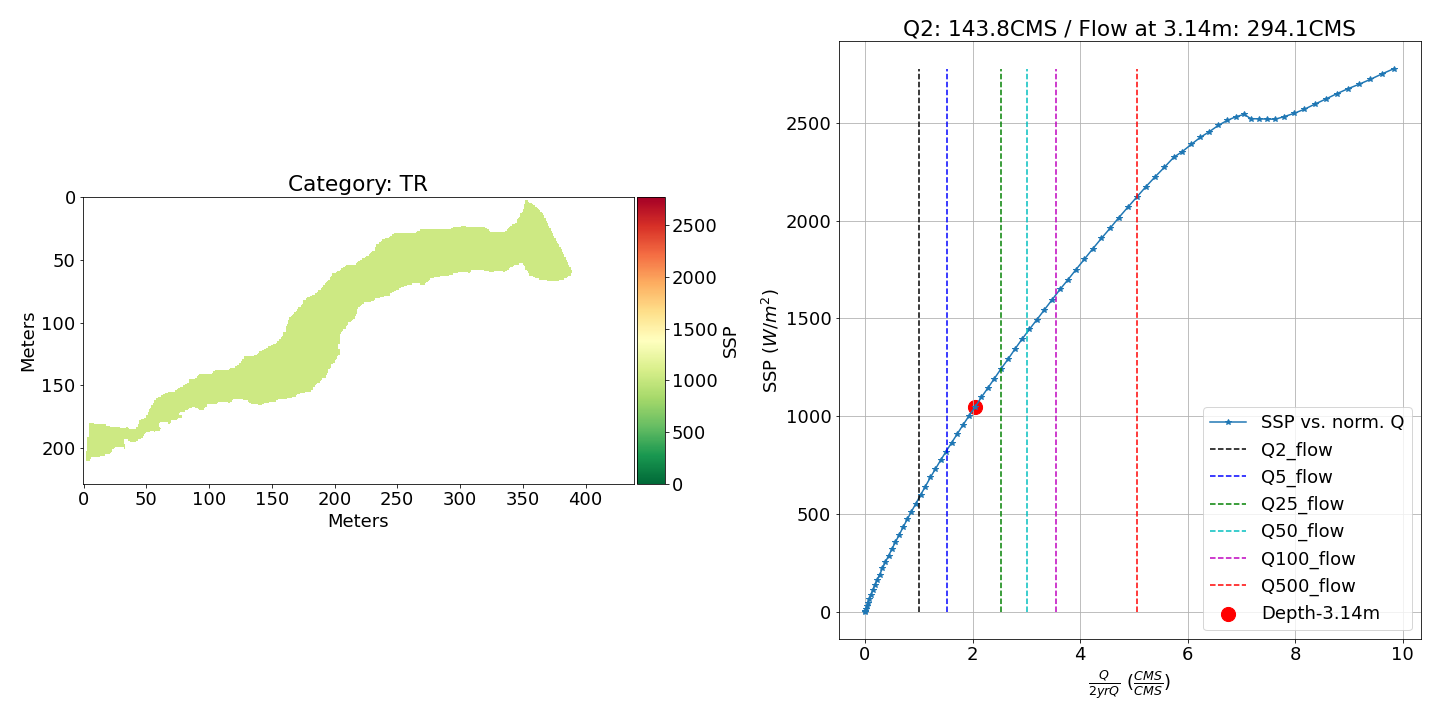 Category: TR
0
50
100
150
200
Meters
0
50
100
150
200
250
300
350
400
Meters
2500
2000
1500
1000
500
0
SSP
Q2: 143.8CMS / Flow at 3.14m: 294.1CMS
2500
2000
1500
1000
500
0
SSP (W/m²)
0
2
4
6
8
10
Q/2yrQ (CMS/CMS)
SSP vs. norm. Q
Q2_flow
Q5_flow
Q25_flow
Q50_flow
Q100_flow
Q500_flow
Depth-3.14m